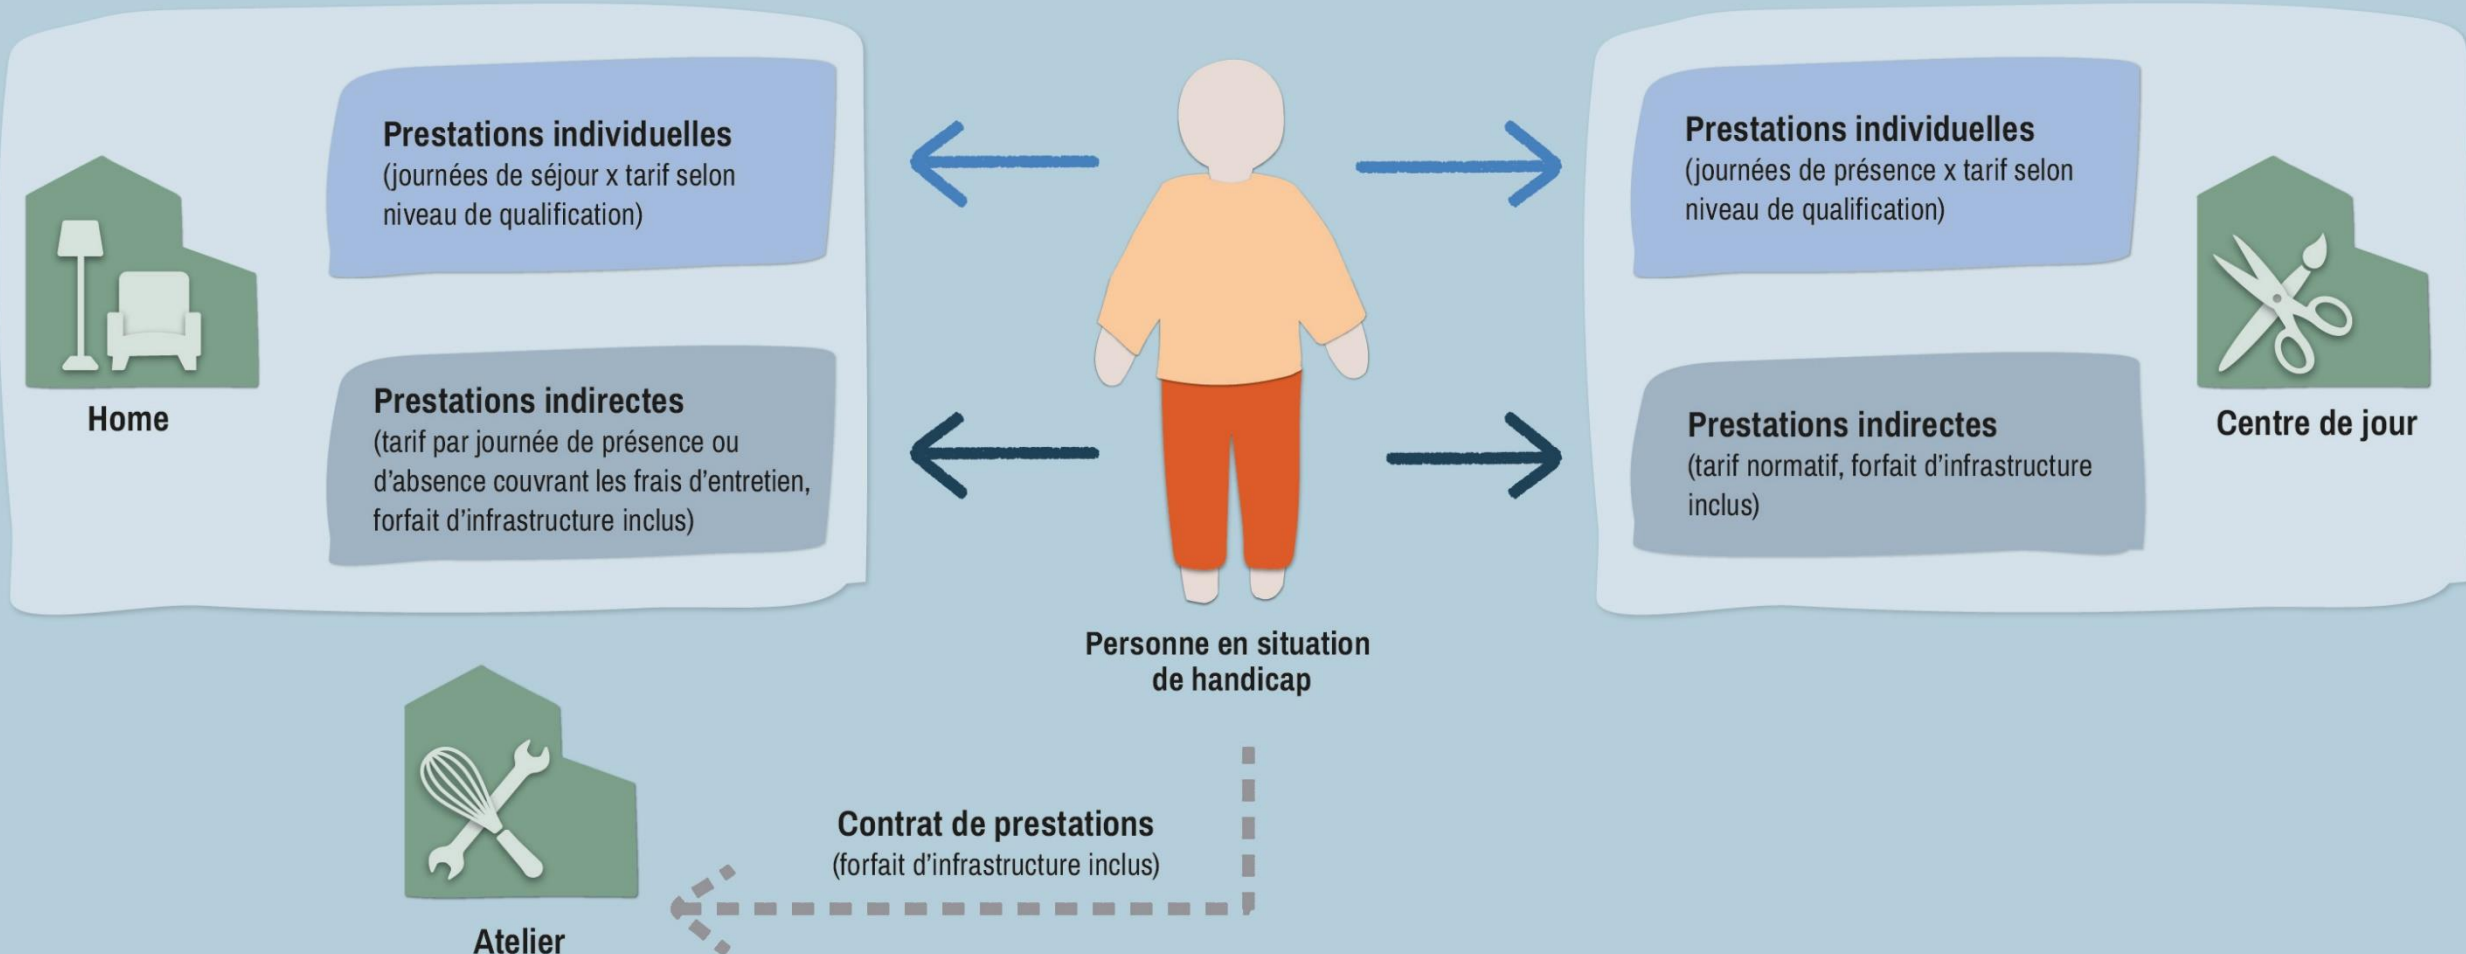 Prestations individuelles
(journées de séjour x tarif selon
niveau de qualification)
Home
Prestations indirectes
(tarif par journée de présence ou
d’absence couvrant les frais d’entretien,
forfait d’infrastructure inclus)
Personne en situation
de handicap
Prestations individuelles
(journées de présence x tarif selon
niveau de qualification)
Prestations indirectes
(tarif normatif, forfait d’infrastructure
inclus)
Centre de jour
Contrat de prestations
(forfait d’infrastructure inclus)
Atelier